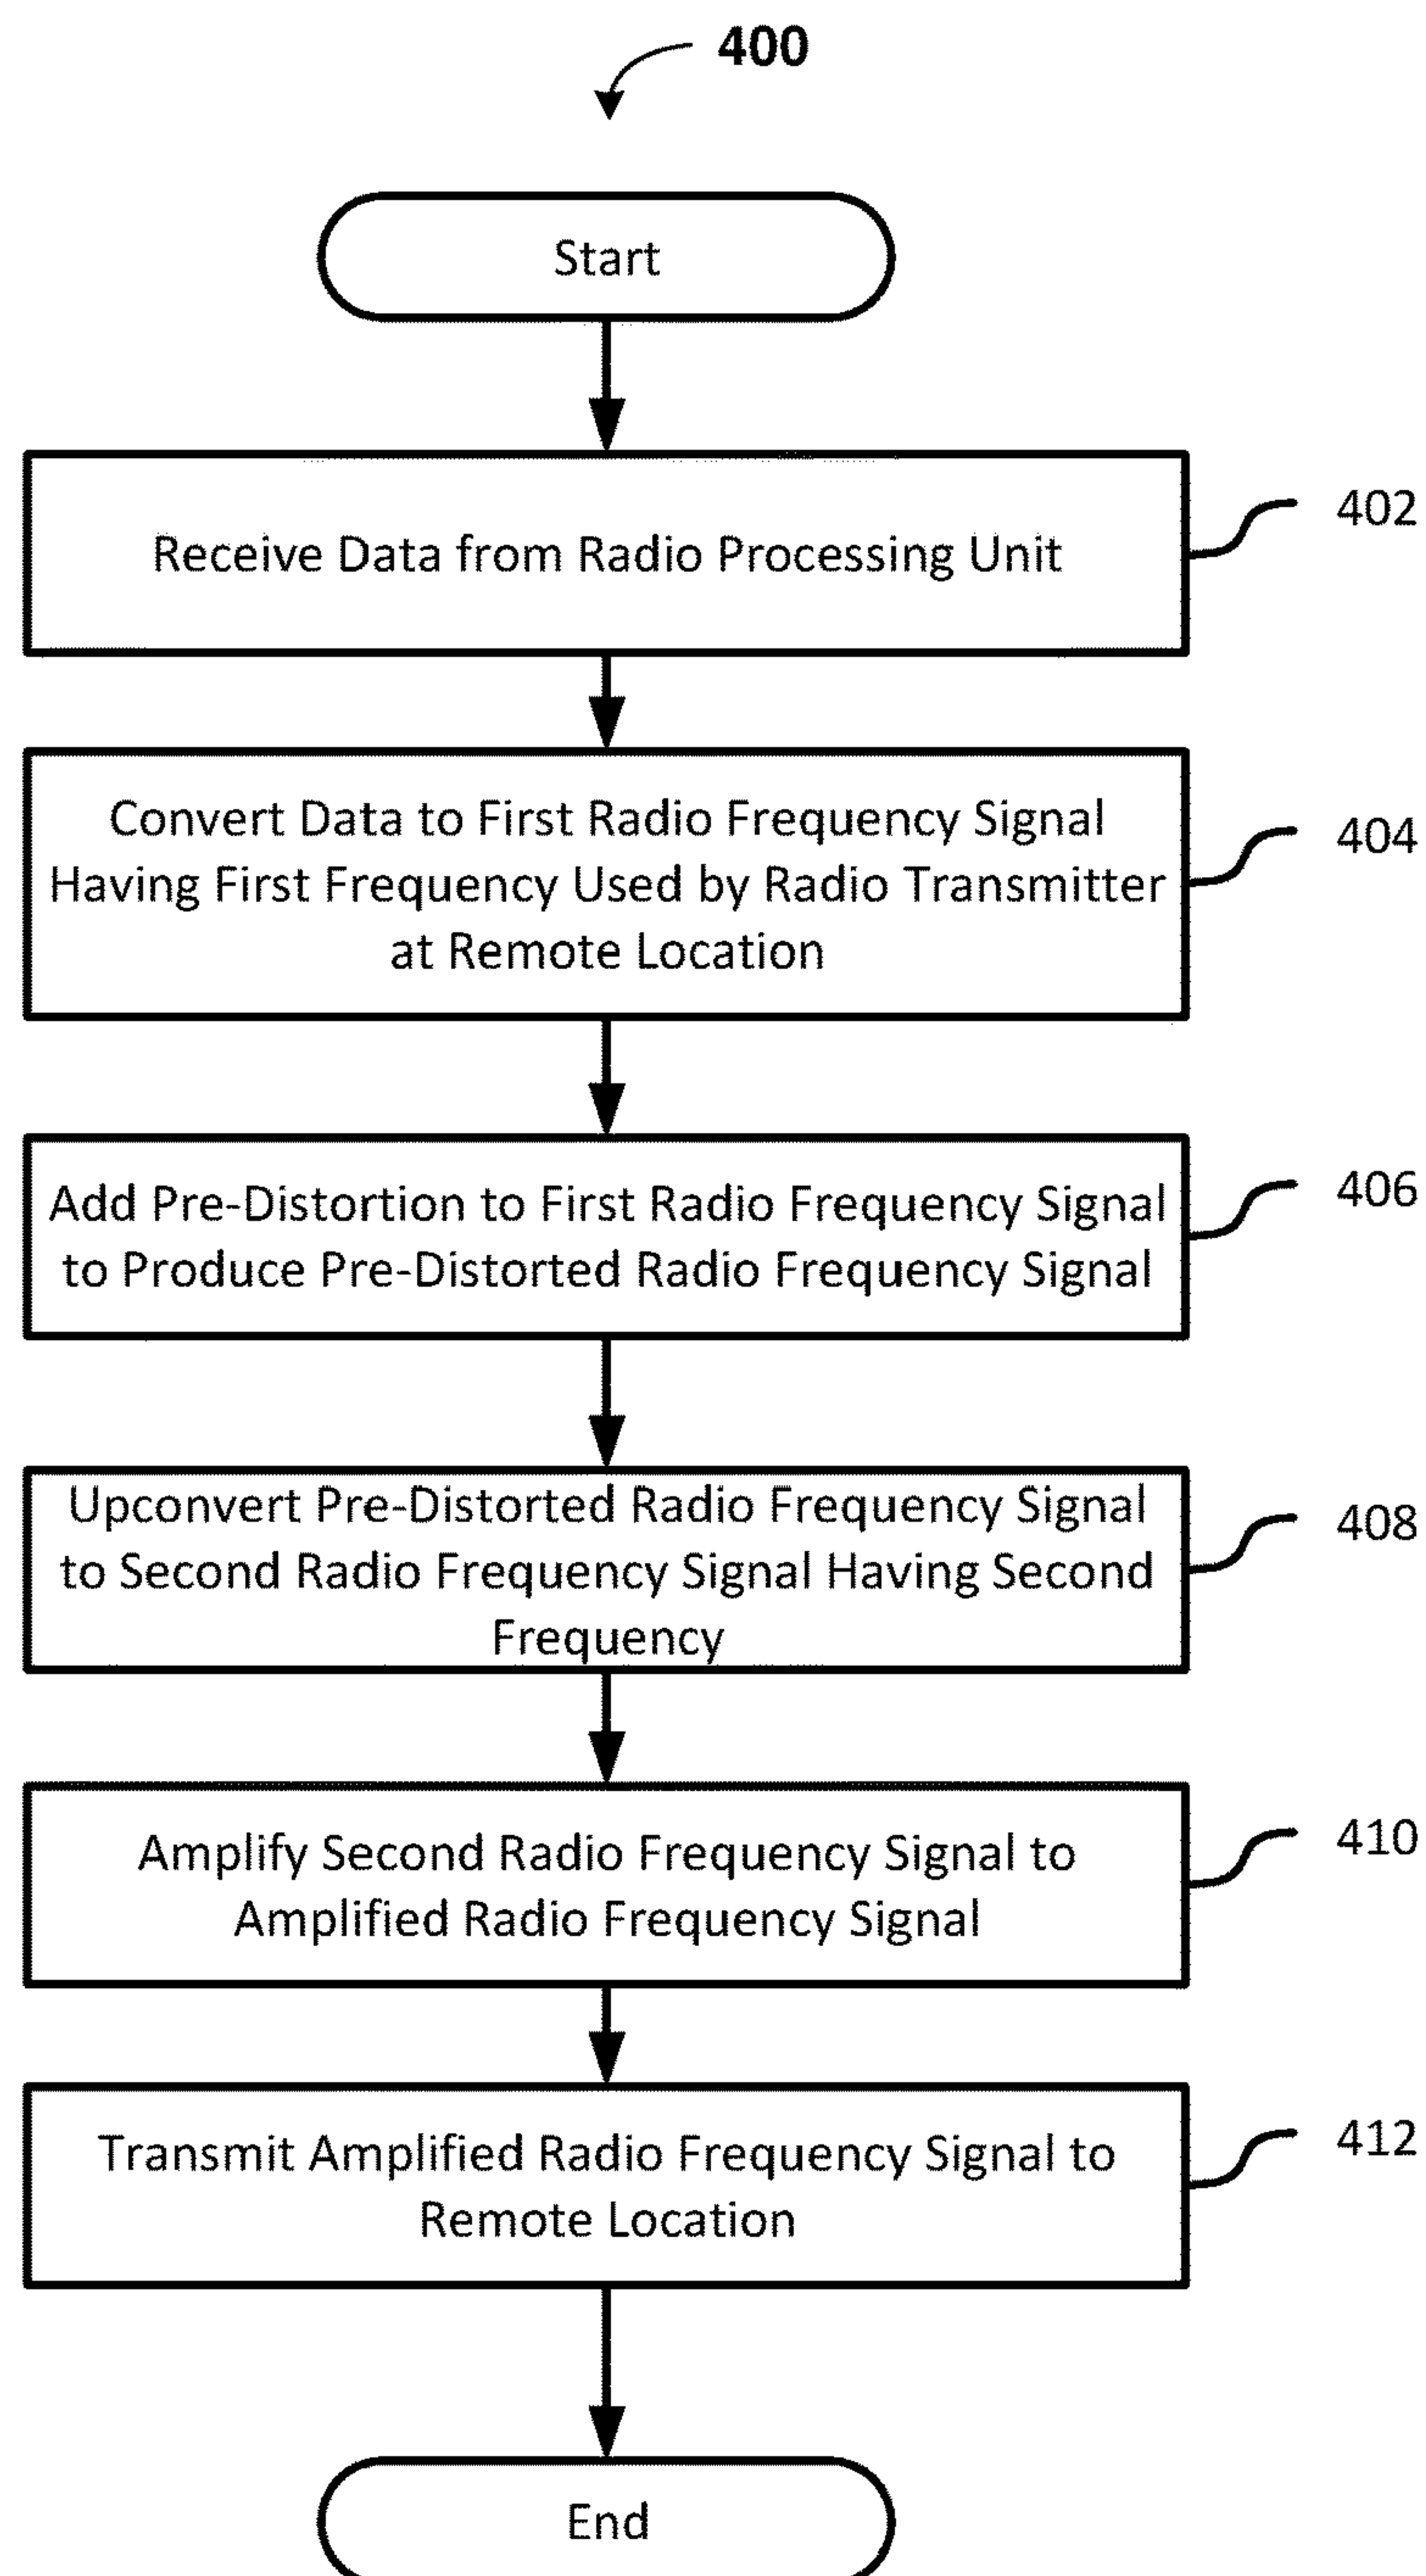 400
Start
Receive Data from Radio Processing Unit
402
Convert Data to First Radio Frequency Signal
Having First Frequency Used by Radio Transmitter
at Remote Location
404
Add Pre-Distortion to First Radio Frequency Signal
to Produce Pre-Distorted Radio Frequency Signal
406
Upconvert Pre-Distorted Radio Frequency Signal
to Second Radio Frequency Signal Having Second
Frequency
408
Amplify Second Radio Frequency Signal to
Amplified Radio Frequency Signal
410
Transmit Amplified Radio Frequency Signal to
Remote Location
412
End